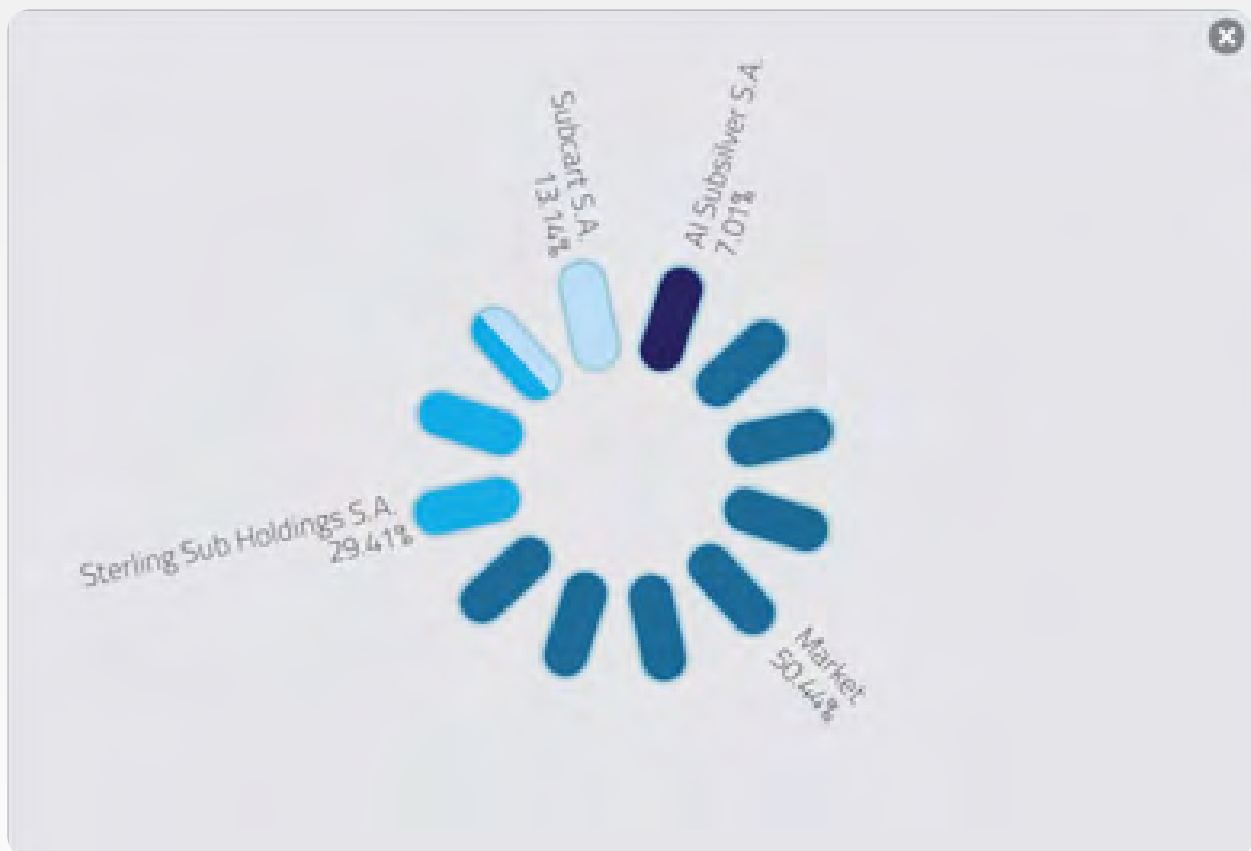 Subcart S.A.
13.14%
AI Subsilver S.A.
7.01%
Sterling Sub Holdings S.A.
29.41%
Market
50.44%